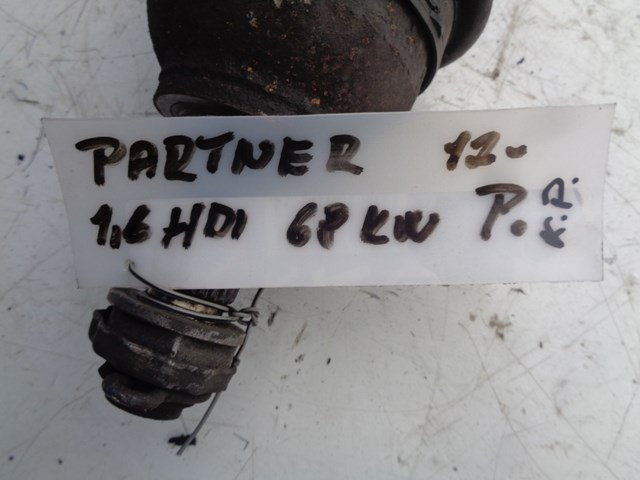 PARTNER 12-
1,6 HDI 68 KW P.